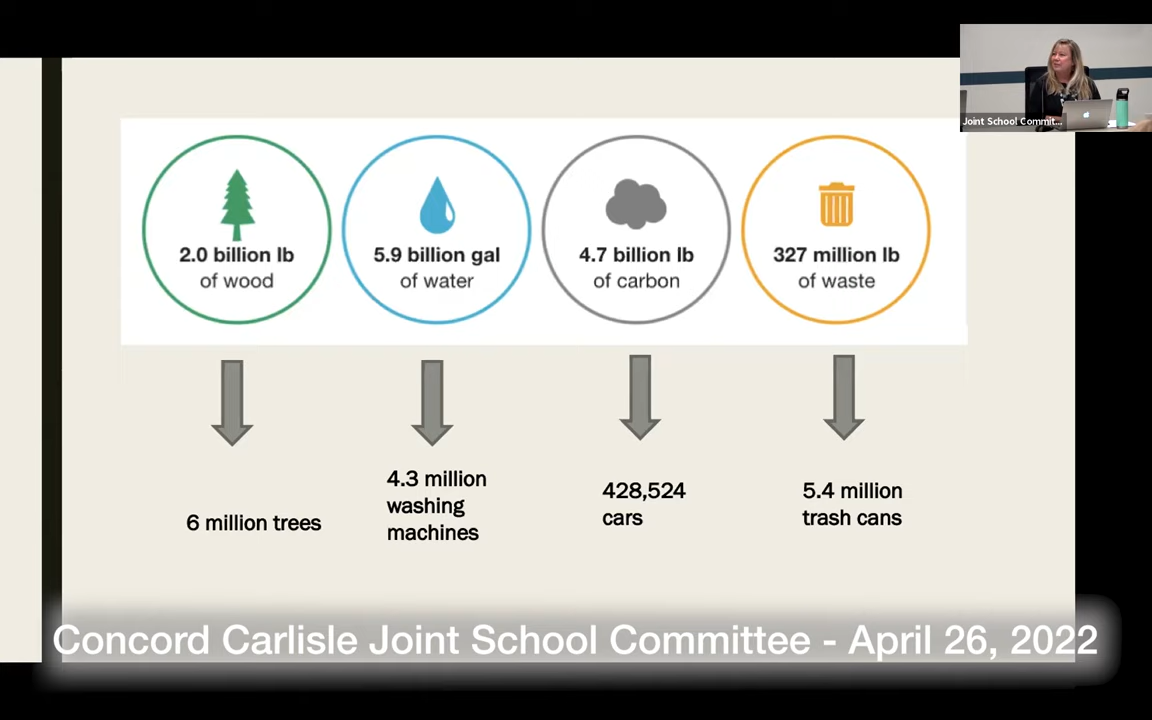 Joint School Commit...
2.0 billion lb
of wood
5.9 billion gal
of water
4.7 billion lb
of carbon
327 million lb
of waste
6 million trees
4.3 million
washing
machines
428,524
cars
5.4 million
trash cans
Concord Carlisle Joint School Committee - April 26, 2022